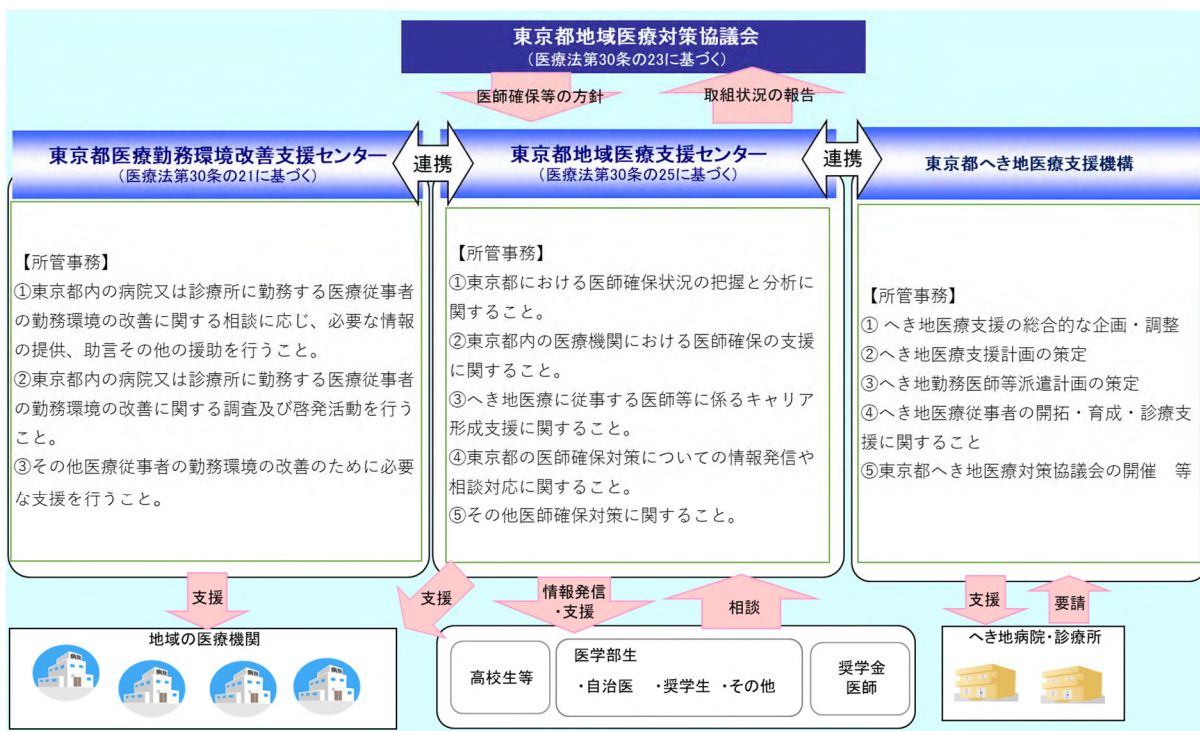 東京都地域医療対策協議会
(医療法第30条の23に基づく)
医師確保等の方針
取組状況の報告
東京都医療勤務環境改善支援センター
(医療法第30条の21に基づく)
連携
東京都地域医療支援センター
(医療法第30条の25に基づく)
連携
東京都へき地医療支援機構
【所管事務】
①東京都内の病院又は診療所に勤務する医療従事者
の勤務環境の改善に関する相談に応じ、必要な情報
の提供、助言その他の援助を行うこと。
②東京都内の病院又は診療所に勤務する医療従事者
の勤務環境の改善に関する調査及び啓発活動を行う
こと。
③その他医療従事者の勤務環境の改善のために必要
な支援を行うこと。
【所管事務】
①東京都における医師確保状況の把握と分析に
関すること。
②東京都内の医療機関における医師確保の支援
に関すること。
③へき地医療に従事する医師等に係るキャリア
形成支援に関すること。
④東京都の医師確保対策についての情報発信や
相談対応に関すること。
⑤その他医師確保対策に関すること。
【所管事務】
① へき地医療支援の総合的な企画・調整
②へき地医療支援計画の策定
③へき地勤務医師等派遣計画の策定
④へき地医療従事者の開拓・育成・診療支
援に関すること
⑤東京都へき地医療対策協議会の開催 等
支援
支援
情報発信
・支援
相談
支援
要請
地域の医療機関
高校生等
医学部生
・自治医 ・奨学生 ・その他
奨学金
医師
へき地病院・診療所